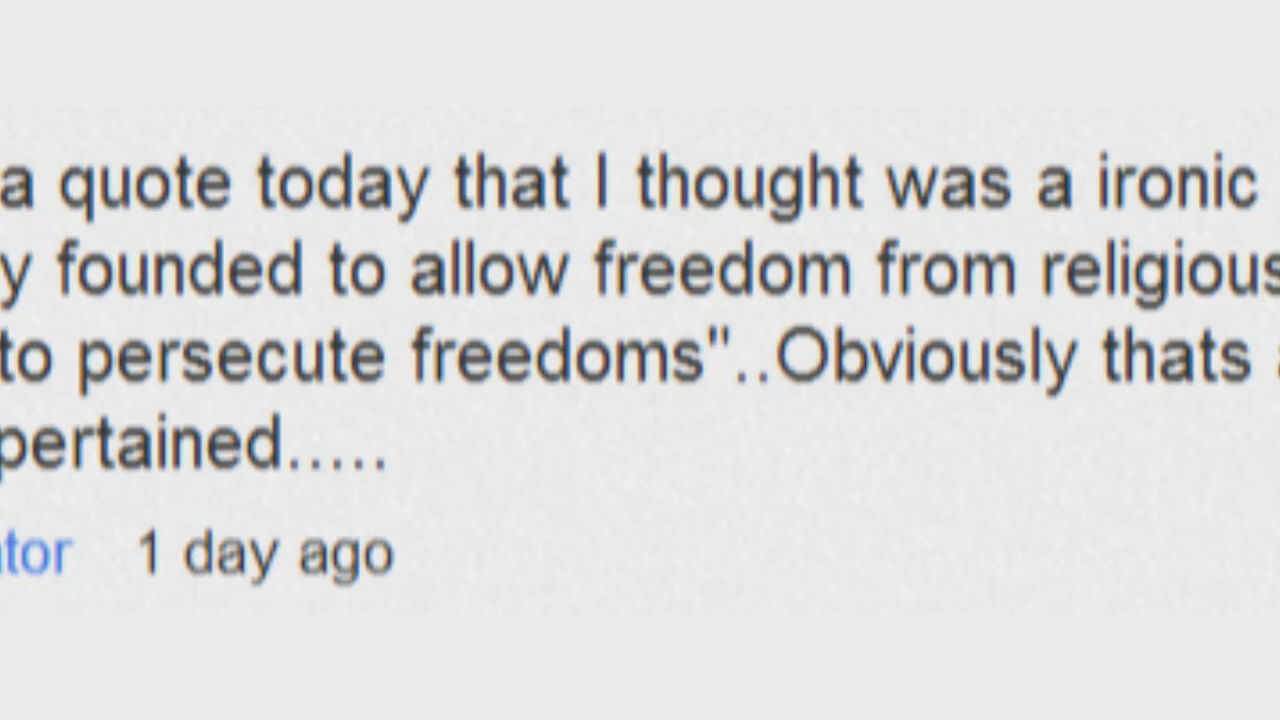 a quote today that I thought was a ironic
y founded to allow freedom from religious
to persecute freedoms"..Obviously thats
pertained.....
tor 1 day ago